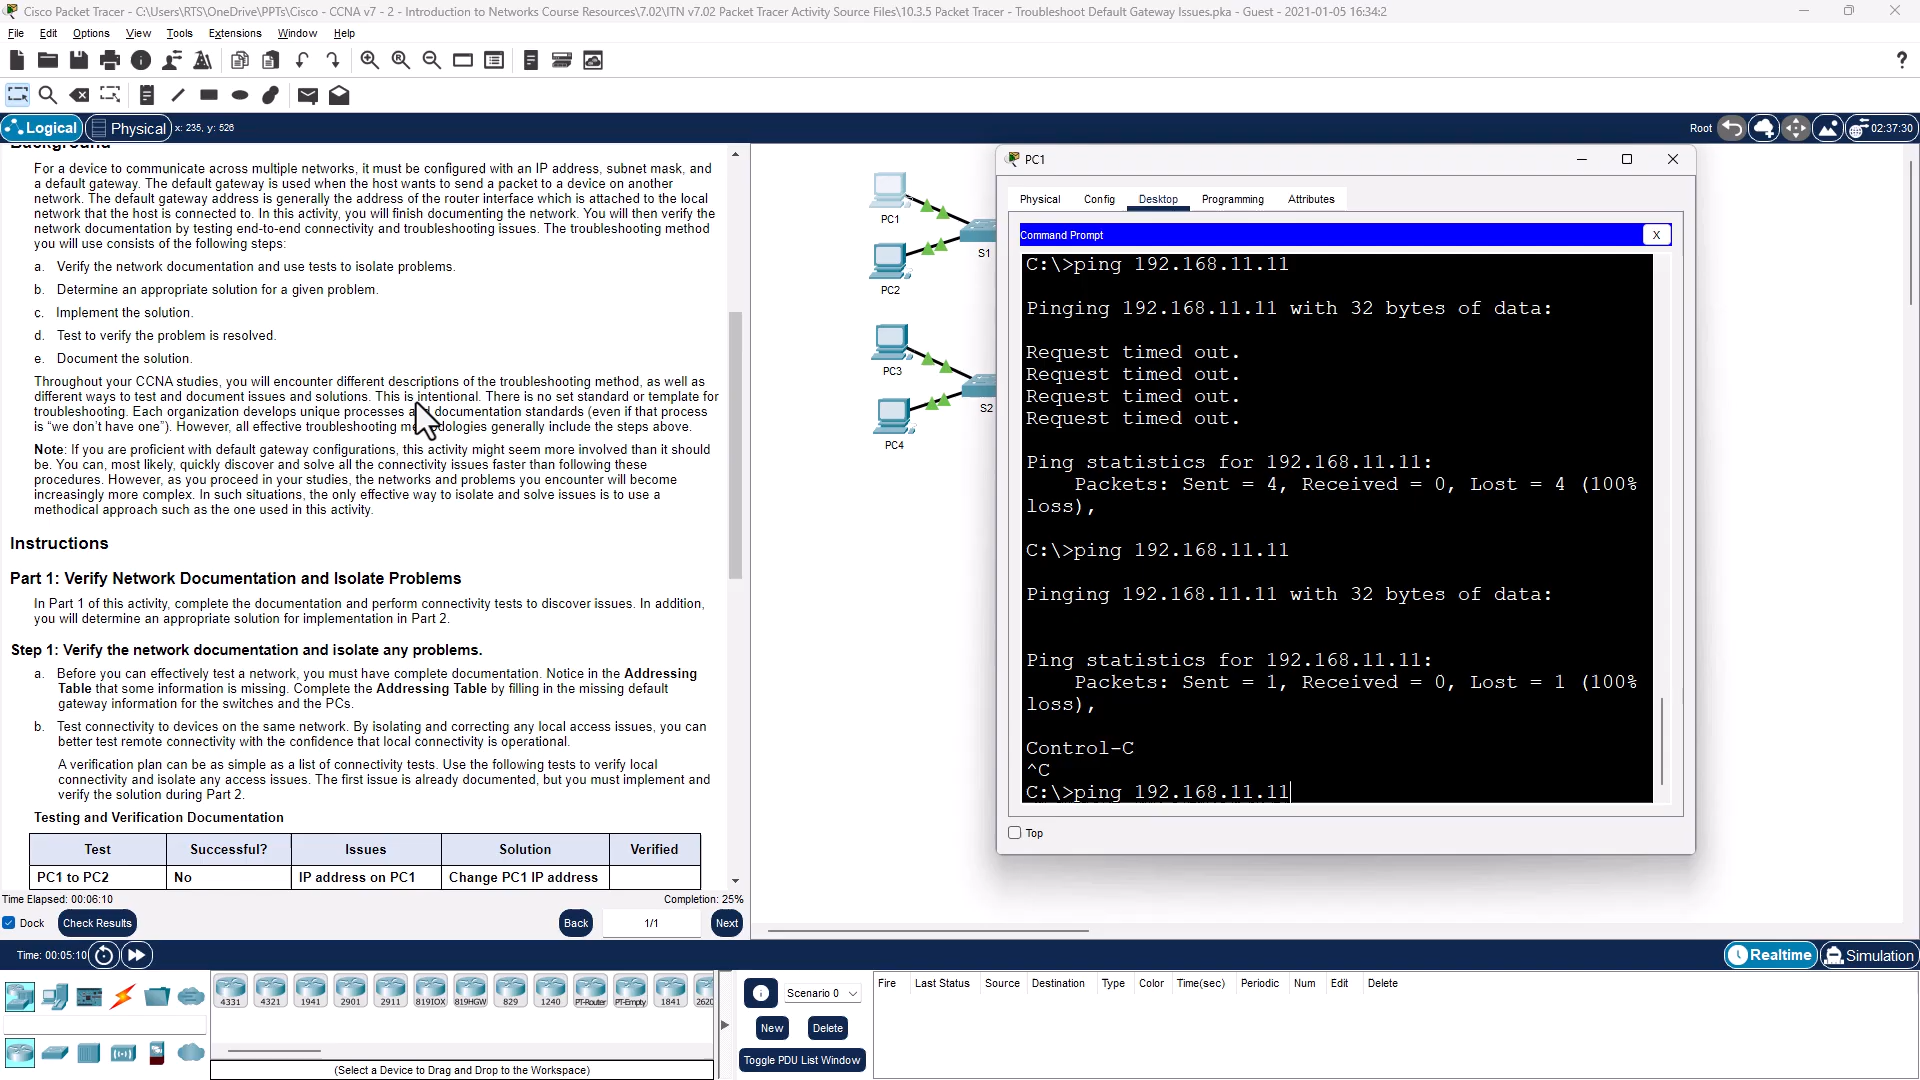 Cisco Packet Tracer - C:\Users\RTS\OneDrive\PPTs\Cisco - CCNA v7 - 2 - Introduction to Networks Course Resources\7.02\ITN v7.02 Packet Tracer Activity Source Files\10.3.5 Packet Tracer - Troubleshoot Default Gateway Issues.pka - Guest - 2021-01-05 16:34:2
File Edit Options View Tools Extensions Window Help
Logical Physical x: 235, y: 526 Root 02:37:30
Background
For a device to communicate across multiple networks, it must be configured with an IP address, subnet mask, and
a default gateway. The default gateway is used when the host wants to send a packet to a device on another
network. The default gateway address is generally the address of the router interface which is attached to the local
network that the host is connected to. In this activity, you will finish documenting the network. You will then verify the
network documentation by testing end-to-end connectivity and troubleshooting issues. The troubleshooting method
you will use consists of the following steps:
a. Verify the network documentation and use tests to isolate problems.
b. Determine an appropriate solution for a given problem.
c. Implement the solution.
d. Test to verify the problem is resolved.
e. Document the solution.
Throughout your CCNA studies, you will encounter different descriptions of the troubleshooting method, as well as
different ways to test and document issues and solutions. This is intentional. There is no set standard or template for
troubleshooting. Each organization develops unique processes and documentation standards (even if that process
is “we don’t have one”). However, all effective troubleshooting methodologies generally include the steps above.
Note: If you are proficient with default gateway configurations, this activity might seem more involved than it should
be. You can, most likely, quickly discover and solve all the connectivity issues faster than following these
procedures. However, as you proceed in your studies, the networks and problems you encounter will become
increasingly more complex. In such situations, the only effective way to isolate and solve issues is to use a
methodical approach such as the one used in this activity.
Instructions
Part 1: Verify Network Documentation and Isolate Problems
In Part 1 of this activity, complete the documentation and perform connectivity tests to discover issues. In addition,
you will determine an appropriate solution for implementation in Part 2.
Step 1: Verify the network documentation and isolate any problems.
a. Before you can effectively test a network, you must have complete documentation. Notice in the Addressing
Table that some information is missing. Complete the Addressing Table by filling in the missing default
gateway information for the switches and the PCs.
b. Test connectivity to devices on the same network. By isolating and correcting any local access issues, you can
better test remote connectivity with the confidence that local connectivity is operational.
A verification plan can be as simple as a list of connectivity tests. Use the following tests to verify local
connectivity and isolate any access issues. The first issue is already documented, but you must implement and
verify the solution during Part 2.
Testing and Verification Documentation
Test Successful? Issues Solution Verified
PC1 to PC2 No IP address on PC1 Change PC1 IP address
Time Elapsed: 00:06:10 Completion: 25%
Dock Check Results Back 1/1 Next
PC1
PC2
S1
PC3
PC4
S2
PC1
Physical Config Desktop Programming Attributes
Command Prompt X
C:\>ping 192.168.11.11
Pinging 192.168.11.11 with 32 bytes of data:
Request timed out.
Request timed out.
Request timed out.
Request timed out.
Ping statistics for 192.168.11.11:
Packets: Sent = 4, Received = 0, Lost = 4 (100%
loss),
C:\>ping 192.168.11.11
Pinging 192.168.11.11 with 32 bytes of data:
Ping statistics for 192.168.11.11:
Packets: Sent = 1, Received = 0, Lost = 1 (100%
loss),
Control-C
^C
C:\>ping 192.168.11.11
Top
Time: 00:05:10 Realtime Simulation
4331 4321 1941 2901 2911 819IOX 819HGW 829 1240 PT-Router PT-Empty 1841 2620
(Select a Device to Drag and Drop to the Workspace)
Scenario 0
New Delete
Toggle PDU List Window
Fire Last Status Source Destination Type Color Time(sec) Periodic Num Edit Delete